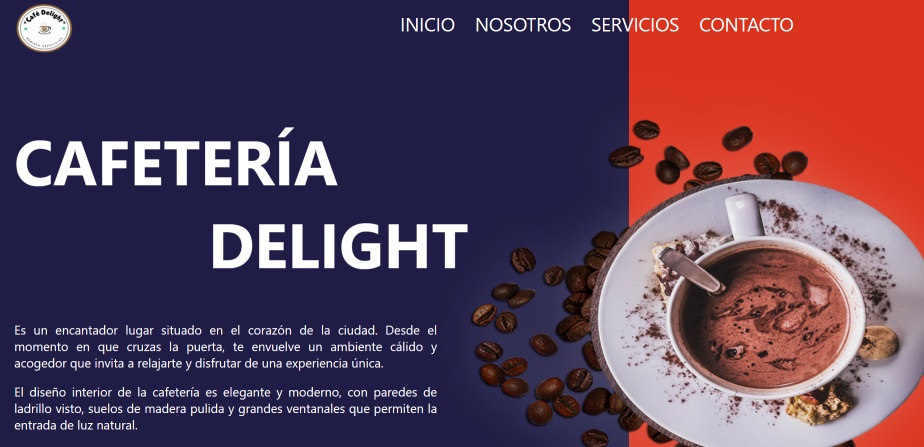 Café Delight
INICIO NOSOTROS SERVICIOS CONTACTO
CAFETERÍA
DELIGHT
Es un encantador lugar situado en el corazón de la ciudad. Desde el
momento en que cruzas la puerta, te envuelve un ambiente cálido y
acogedor que invita a relajarte y disfrutar de una experiencia única.
El diseño interior de la cafetería es elegante y moderno, con paredes de
ladrillo visto, suelos de madera pulida y grandes ventanales que permiten la
entrada de luz natural.